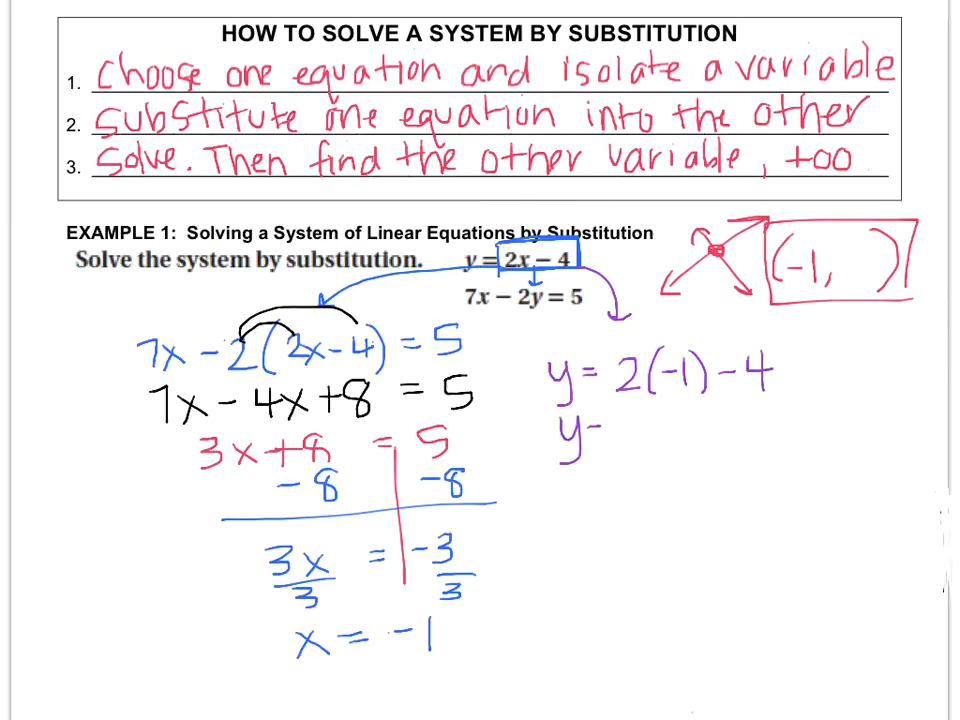 HOW TO SOLVE A SYSTEM BY SUBSTITUTION
1. Choose one equation and isolate a variable
2. substitute one equation into the other
3. Solve. Then find the other variable, too
EXAMPLE 1: Solving a System of Linear Equations by Substitution
Solve the system by substitution. y = 2x – 4
7x – 2y = 5
(-1, )
7x - 2(2x-4) = 5
7x - 4x + 8 = 5
3x + 8 = 5
- 8 -8
3x = -3
3 3
x = -1
y = 2(-1) - 4
y =